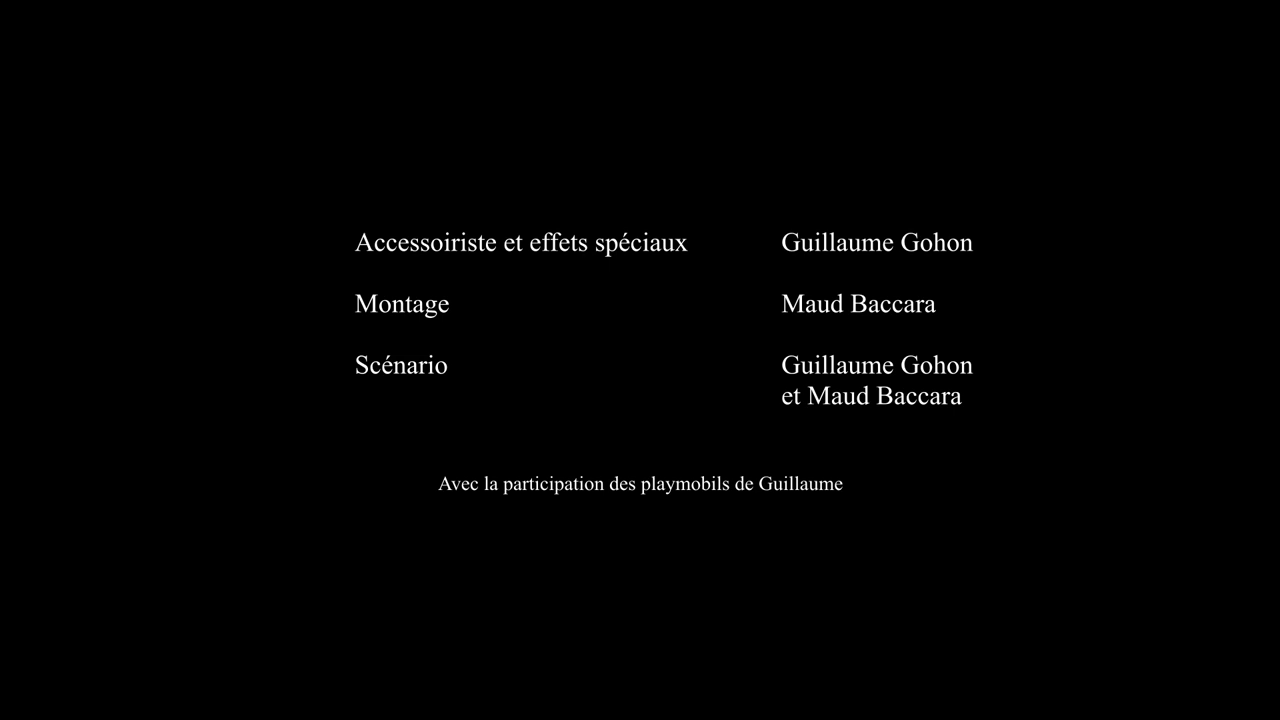 Accessoiriste et effets spéciaux Guillaume Gohon
Montage Maud Baccara
Scénario Guillaume Gohon
et Maud Baccara
Avec la participation des playmobils de Guillaume